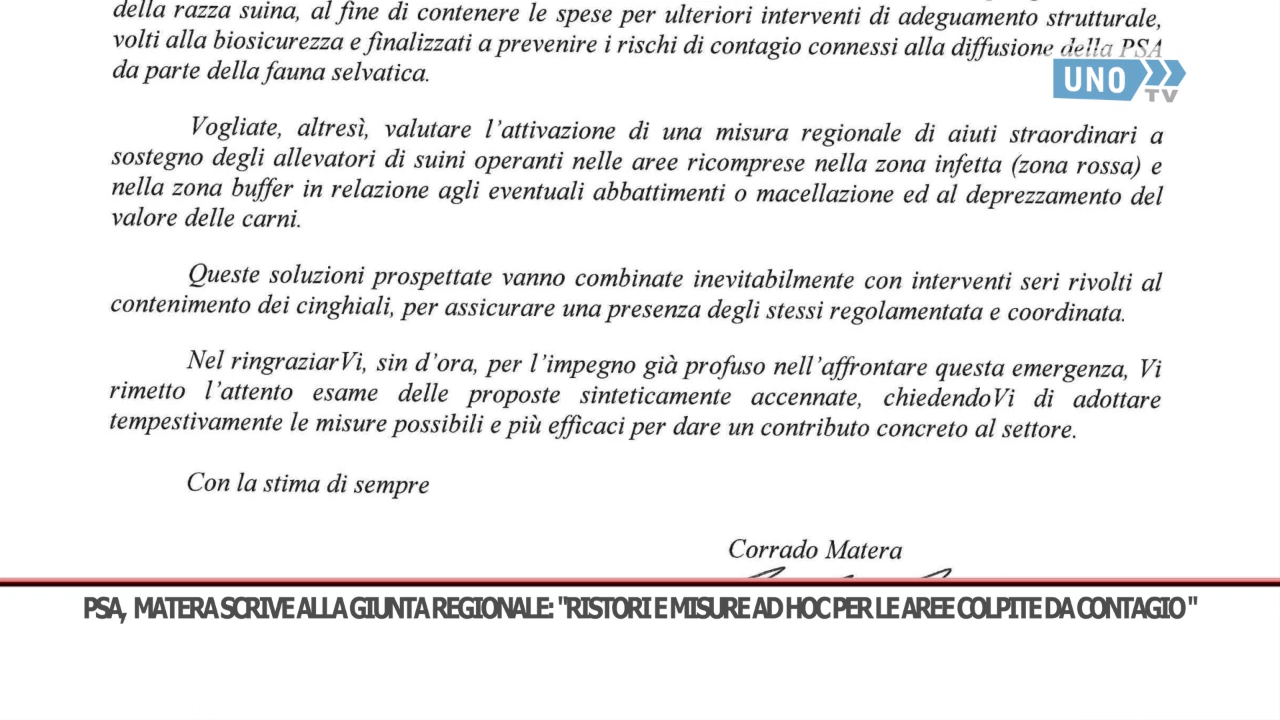 della razza suina, al fine di contenere le spese per ulteriori interventi di adeguamento strutturale,
volti alla biosicurezza e finalizzati a prevenire i rischi di contagio connessi alla diffusione della PSA
da parte della fauna selvatica.
UNO
TV
Vogliate, altresì, valutare l'attivazione di una misura regionale di aiuti straordinari a
sostegno degli allevatori di suini operanti nelle aree ricomprese nella zona infetta (zona rossa) e
nella zona buffer in relazione agli eventuali abbattimenti o macellazione ed al deprezzamento del
valore delle carni.
Queste soluzioni prospettate vanno combinate inevitabilmente con interventi seri rivolti al
contenimento dei cinghiali, per assicurare una presenza degli stessi regolamentata e coordinata.
Nel ringraziarVi, sin d'ora, per l'impegno già profuso nell'affrontare questa emergenza, Vi
rimetto l'attento esame delle proposte sinteticamente accennate, chiedendoVi di adottare
tempestivamente le misure possibili e più efficaci per dare un contributo concreto al settore.
Con la stima di sempre
Corrado Matera
PSA, MATERA SCRIVE ALLA GIUNTA REGIONALE: "RISTORI E MISURE AD HOC PER LE AREE COLPITE DA CONTAGIO"